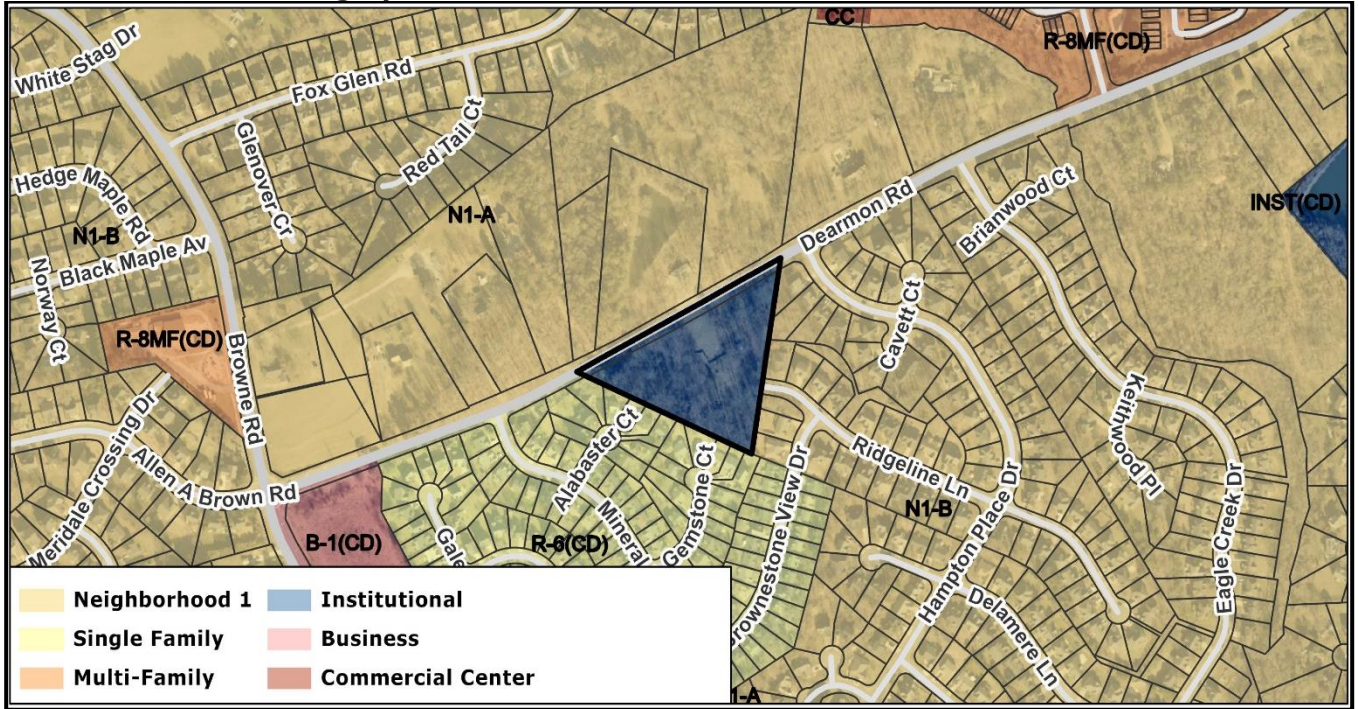 CC
R-8MF(CD)
White Stag Dr
Fox Glen Rd
Glenover Cr
Red Tail Ct
Hedge Maple Rd
N1-A
N1-B
Black Maple Av
Norway Ct
Dearmon Rd
Brianwood Ct
INST(CD)
Cavett Ct
R-8MF(CD)
Browne Rd
Meridale Crossing Dr
Allen A Brown Rd
Alabaster Ct
Keithwood Pl
Ridgeline Ln
Gemstone Ct
Mineral
N1-B
B-1(CD)
Gale
R-6(CD)
Brownestone View Dr
Hampton Place Dr
Eagle Creek Dr
Delamere Ln
1-A
Neighborhood 1
Institutional
Single Family
Business
Multi-Family
Commercial Center